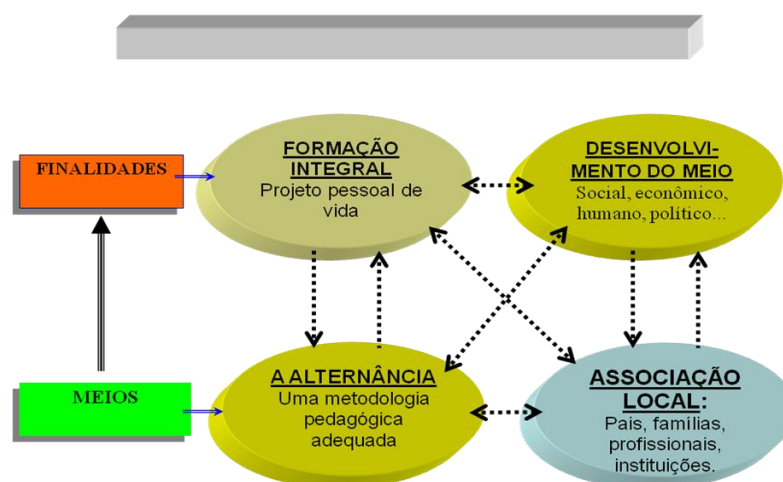 FINALIDADES
FORMAÇÃO
INTEGRAL
Projeto pessoal de
vida
DESENVOLVI-
MENTO DO MEIO
Social, econômico,
humano, político...
MEIOS
A ALTERNÂNCIA
Uma metodologia
pedagógica
adequada
ASSOCIAÇÃO
LOCAL:
Pais, famílias,
profissionais,
instituições.